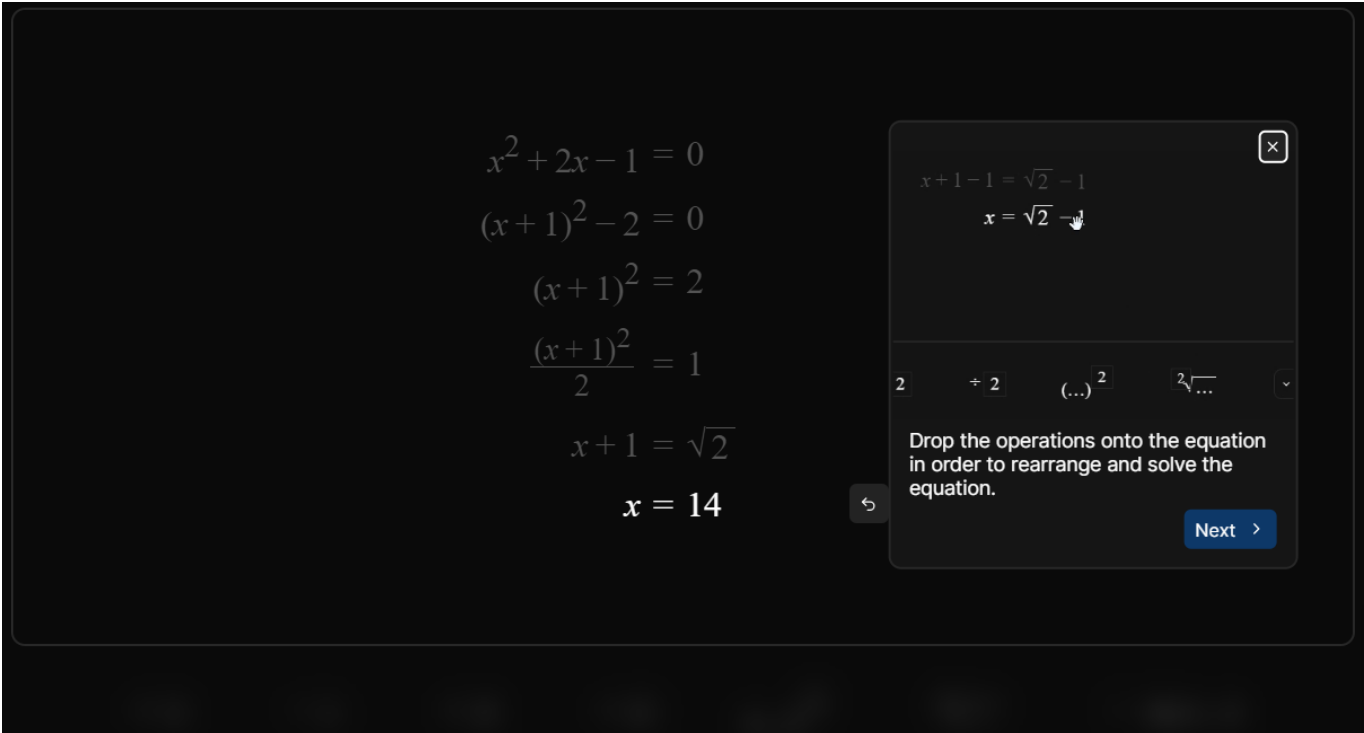 x² + 2x − 1 = 0
(x + 1)² − 2 = 0
(x + 1)² = 2
(x + 1)²/2 = 1
x + 1 = √2
x = 14
x + 1 − 1 = √2 − 1
x = √2 − 1
2 ÷ 2 (...)² ²√...
Drop the operations onto the equation
in order to rearrange and solve the
equation.
Next